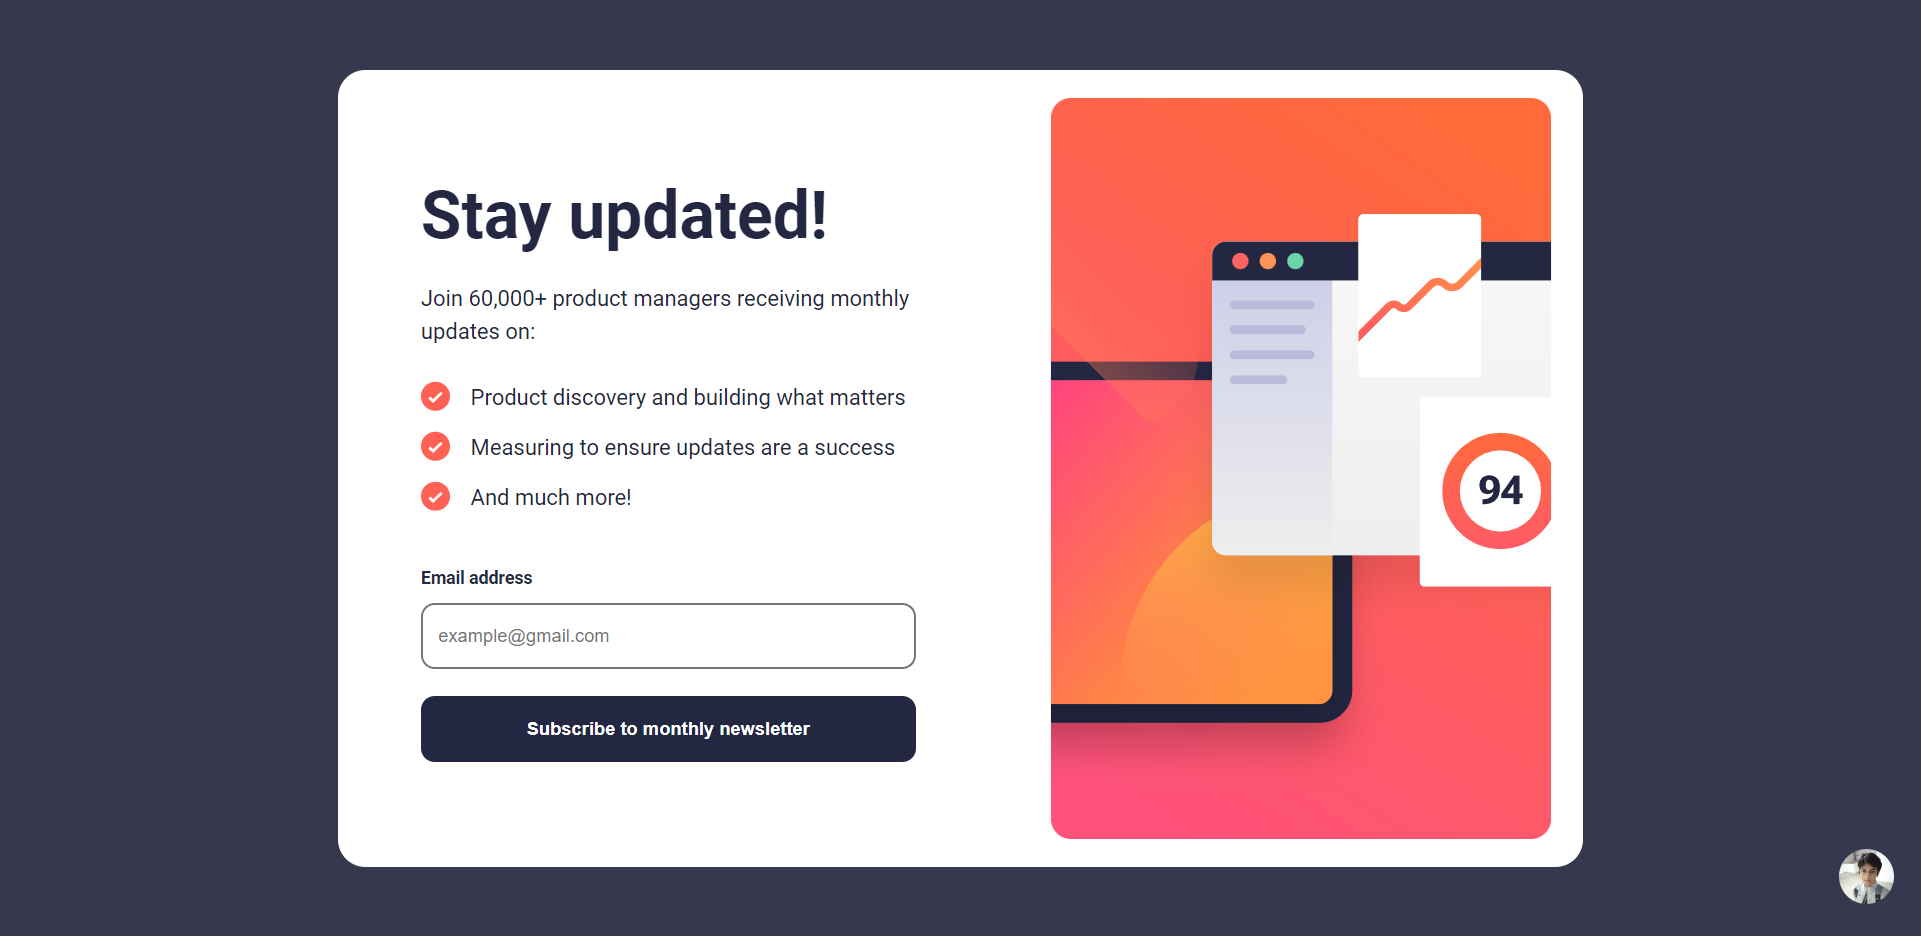 Stay updated!
Join 60,000+ product managers receiving monthly
updates on:
Product discovery and building what matters
Measuring to ensure updates are a success
And much more!
Email address
example@gmail.com
Subscribe to monthly newsletter
94